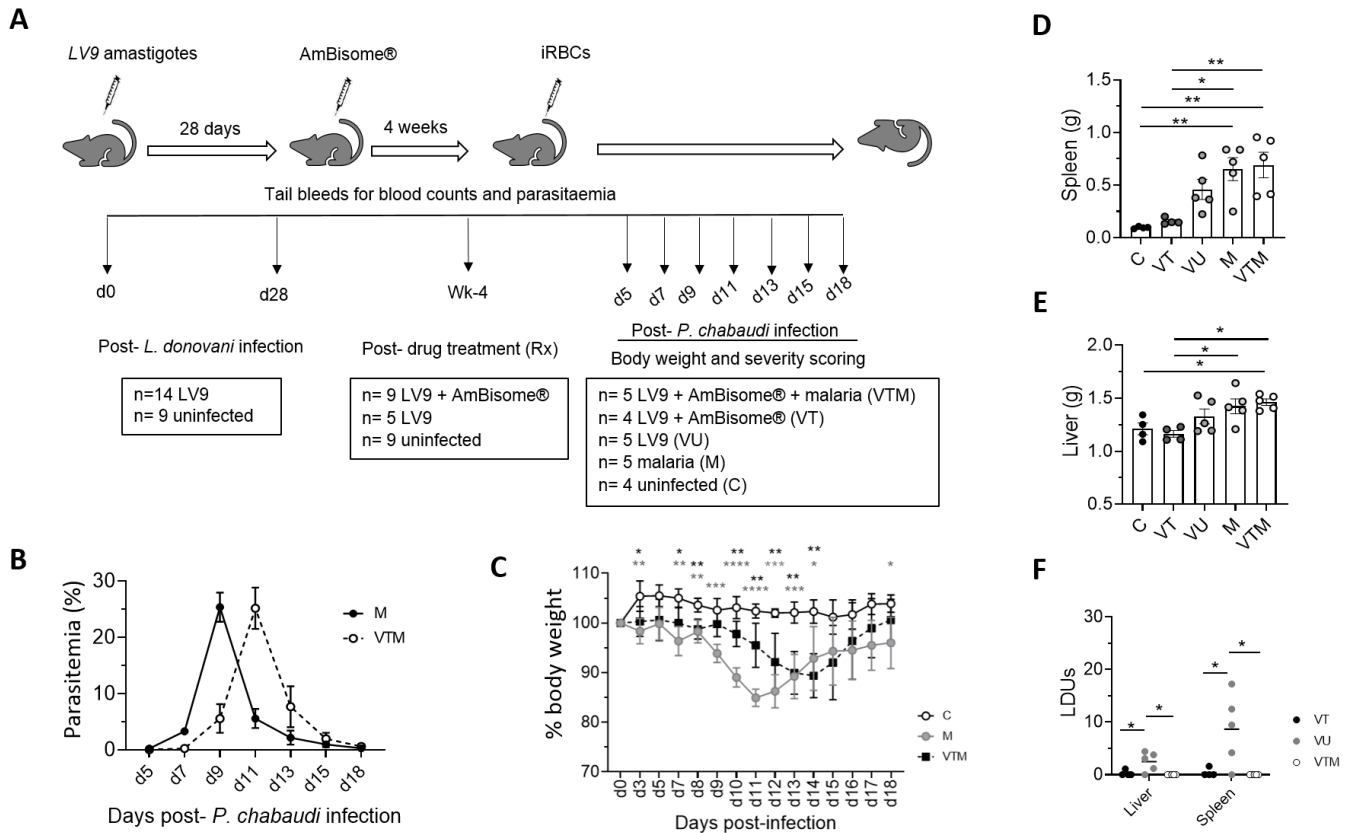 A
LV9 amastigotes
AmBisome®
iRBCs
28 days
4 weeks
Tail bleeds for blood counts and parasitaemia
d0
d28
Wk-4
d5
d7
d9
d11
d13
d15
d18
Post- L. donovani infection
Post- drug treatment (Rx)
Post- P. chabaudi infection
Body weight and severity scoring
n=14 LV9
n= 9 uninfected
n= 9 LV9 + AmBisome®
n= 5 LV9
n= 9 uninfected
n= 5 LV9 + AmBisome® + malaria (VTM)
n= 4 LV9 + AmBisome® (VT)
n= 5 LV9 (VU)
n= 5 malaria (M)
n= 4 uninfected (C)
B
Parasitemia (%)
30
20
10
0
d5
d7
d9
d11
d13
d15
d18
Days post- P. chabaudi infection
M
VTM
C
% body weight
110
100
90
80
70
* * ** ** **
** ** ** **** *** * *
*** ** **
**** ***
d0
d3
d5
d7
d8
d9
d10
d11
d12
d13
d14
d15
d16
d17
d18
Days post-infection
C
M
VTM
D
Spleen (g)
1.5
1.0
0.5
0.0
**
*
**
**
C
VT
VU
M
VTM
E
Liver (g)
2.0
1.5
1.0
0.5
*
*
*
C
VT
VU
M
VTM
F
LDUs
30
20
10
0
*
*
*
*
Liver
Spleen
VT
VU
VTM